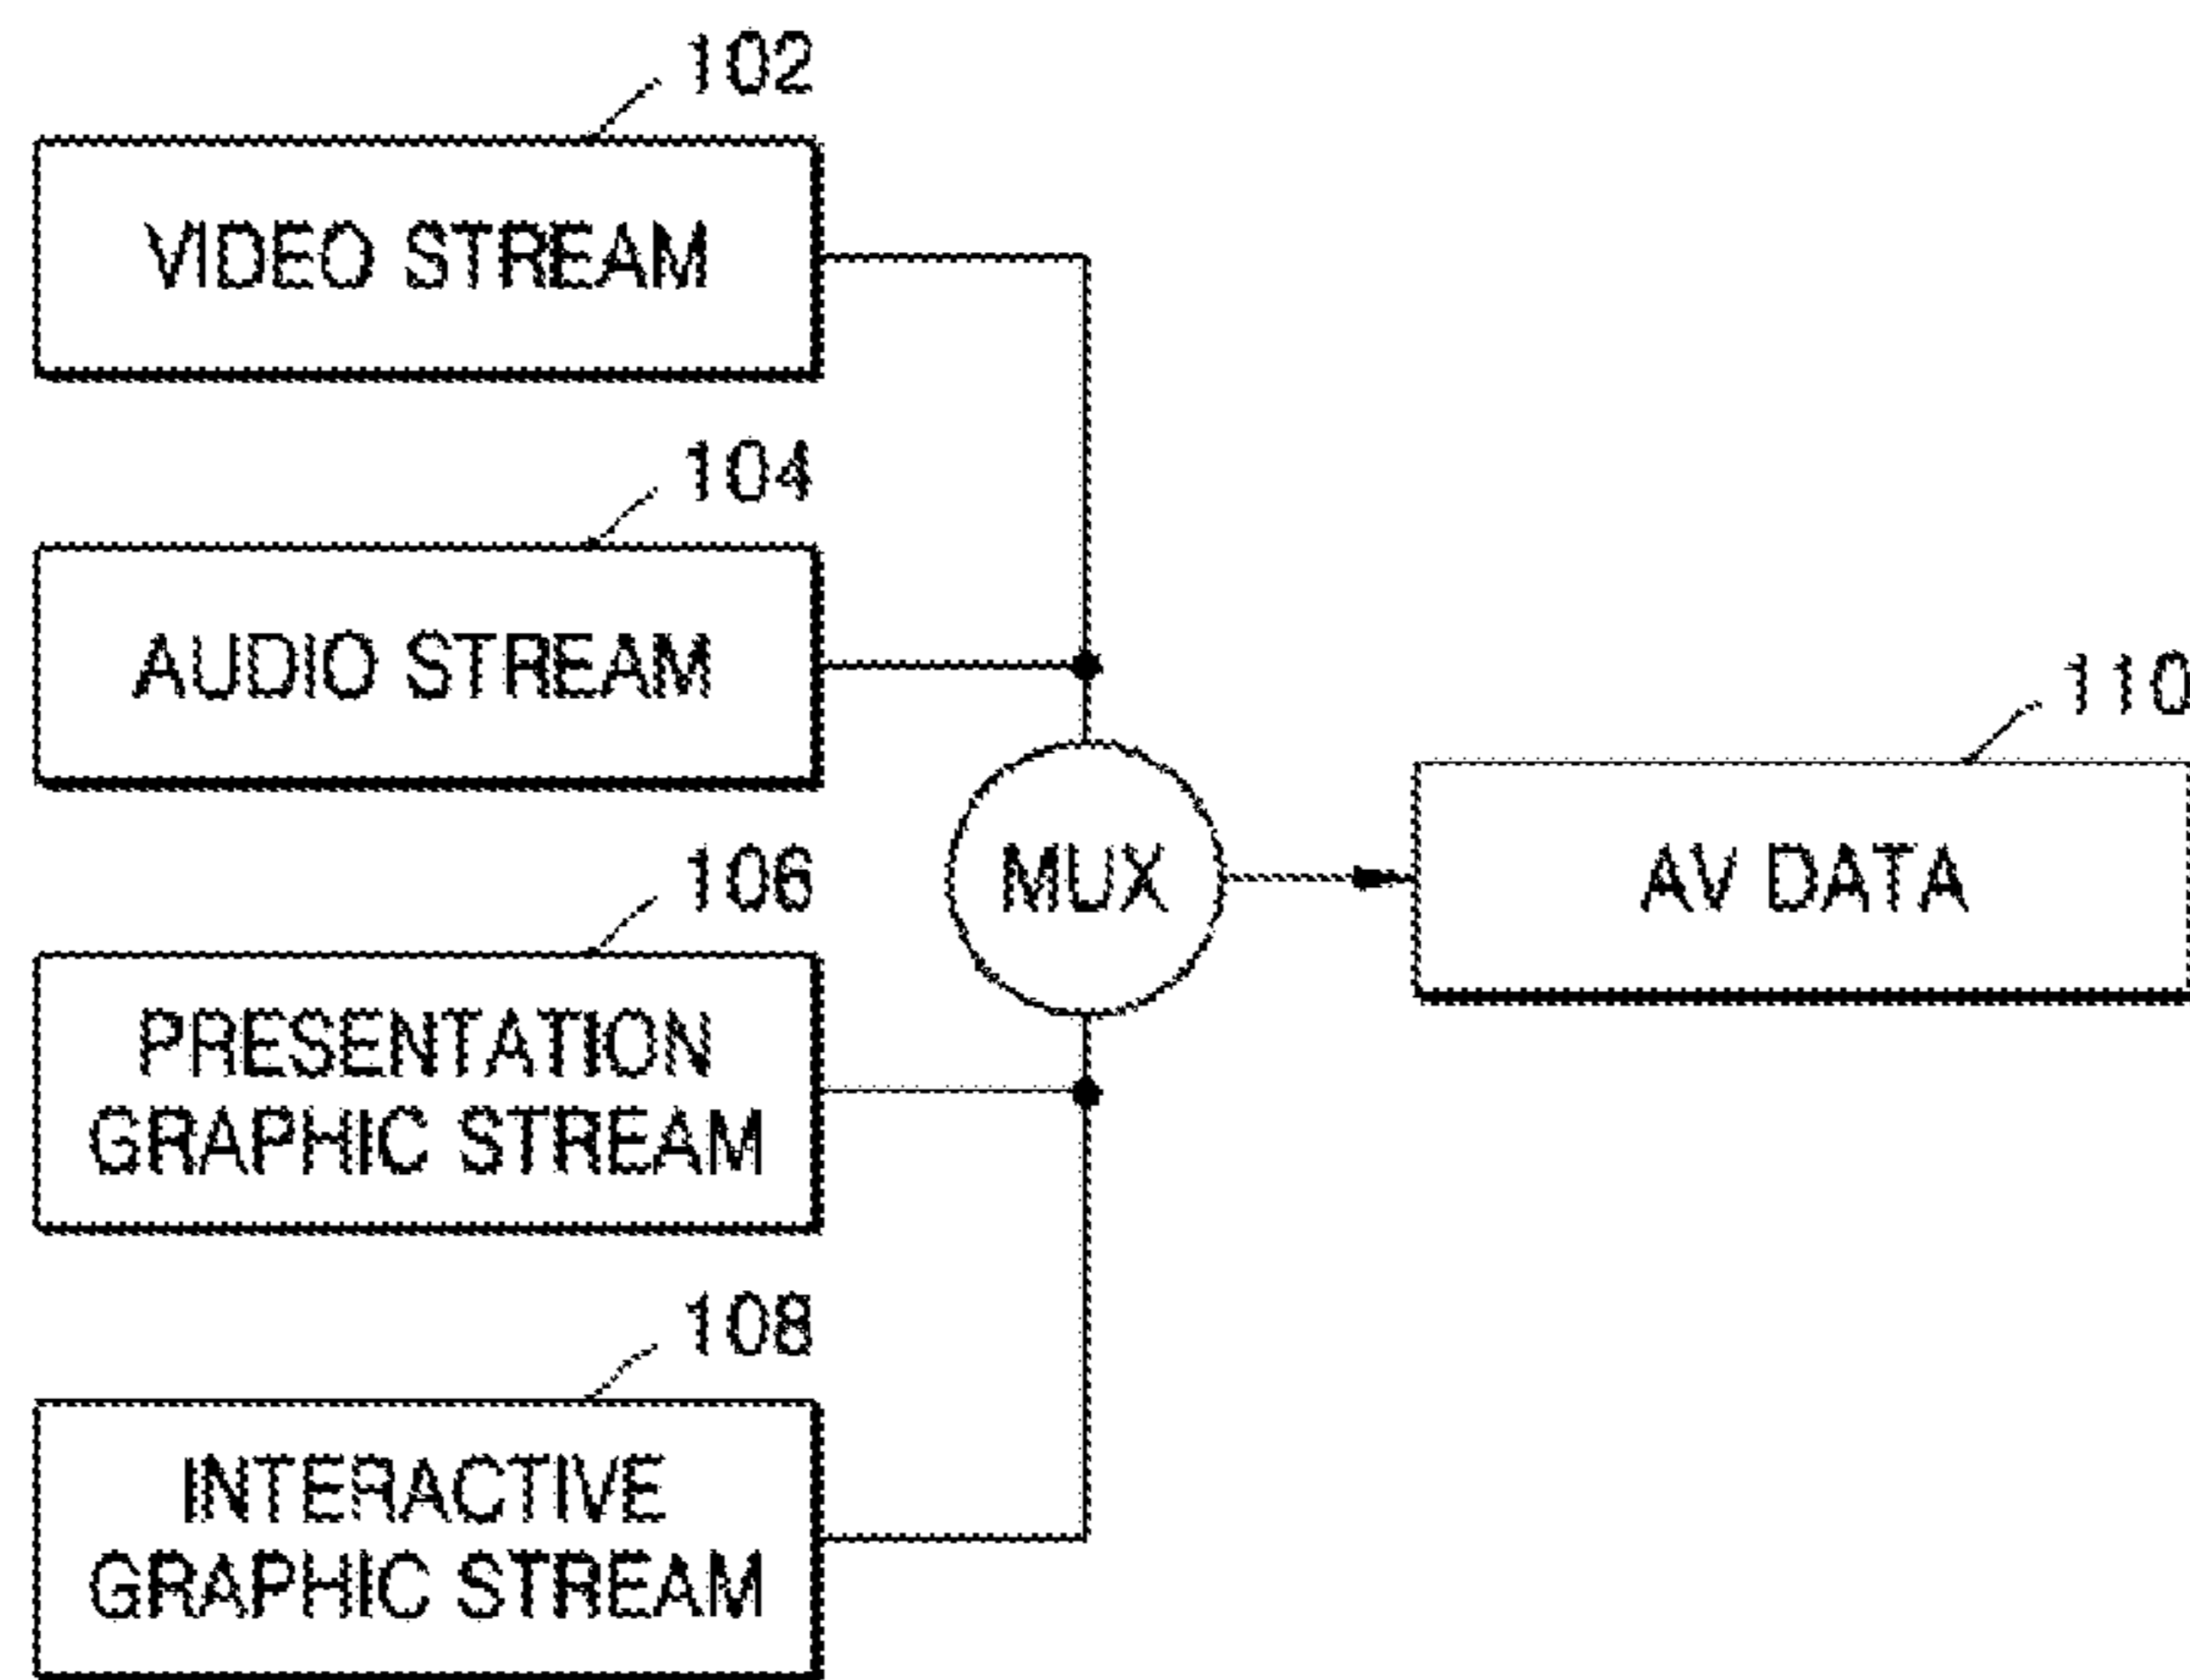 102
VIDEO STREAM
104
AUDIO STREAM
106
PRESENTATION
GRAPHIC STREAM
108
INTERACTIVE
GRAPHIC STREAM
MUX
110
AV DATA